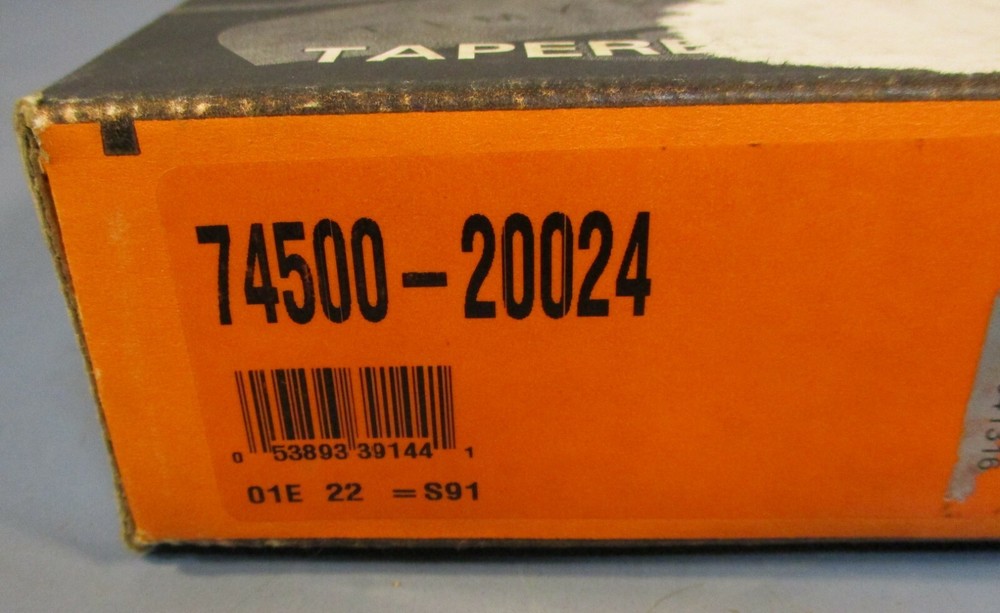 TAPERE
74500-20024
0 53893 39144 1
01E 22 =S91